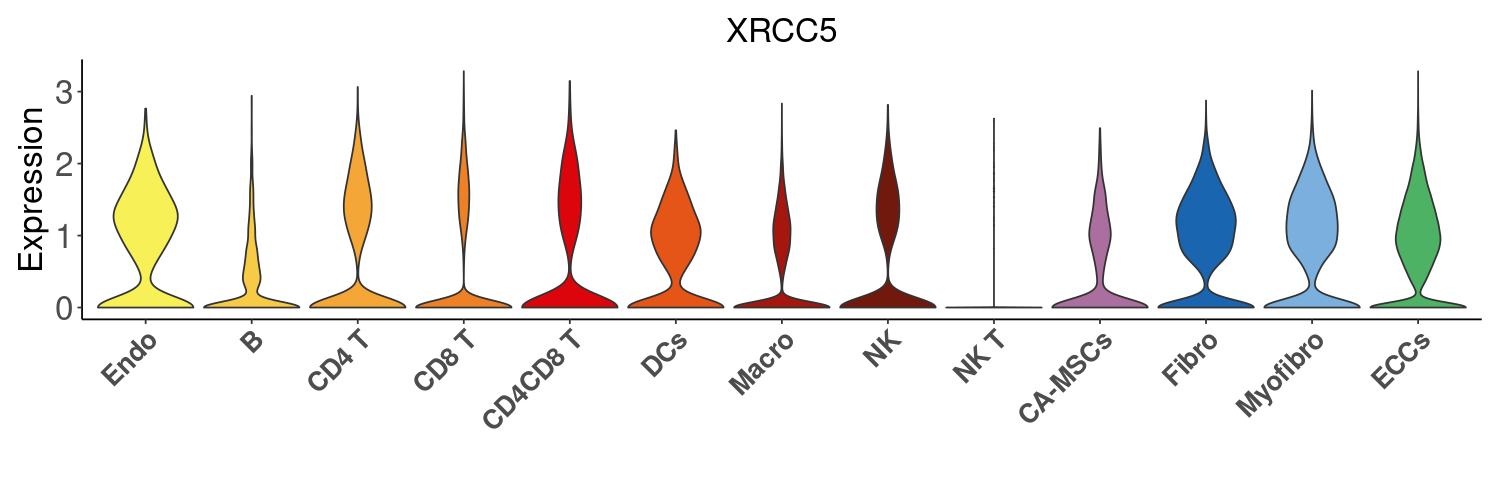 XRCC5
Expression
3
2
1
0
Endo
B
CD4 T
CD8 T
CD4CD8 T
DCs
Macro
NK
NK T
CA-MSCs
Fibro
Myofibro
ECCs